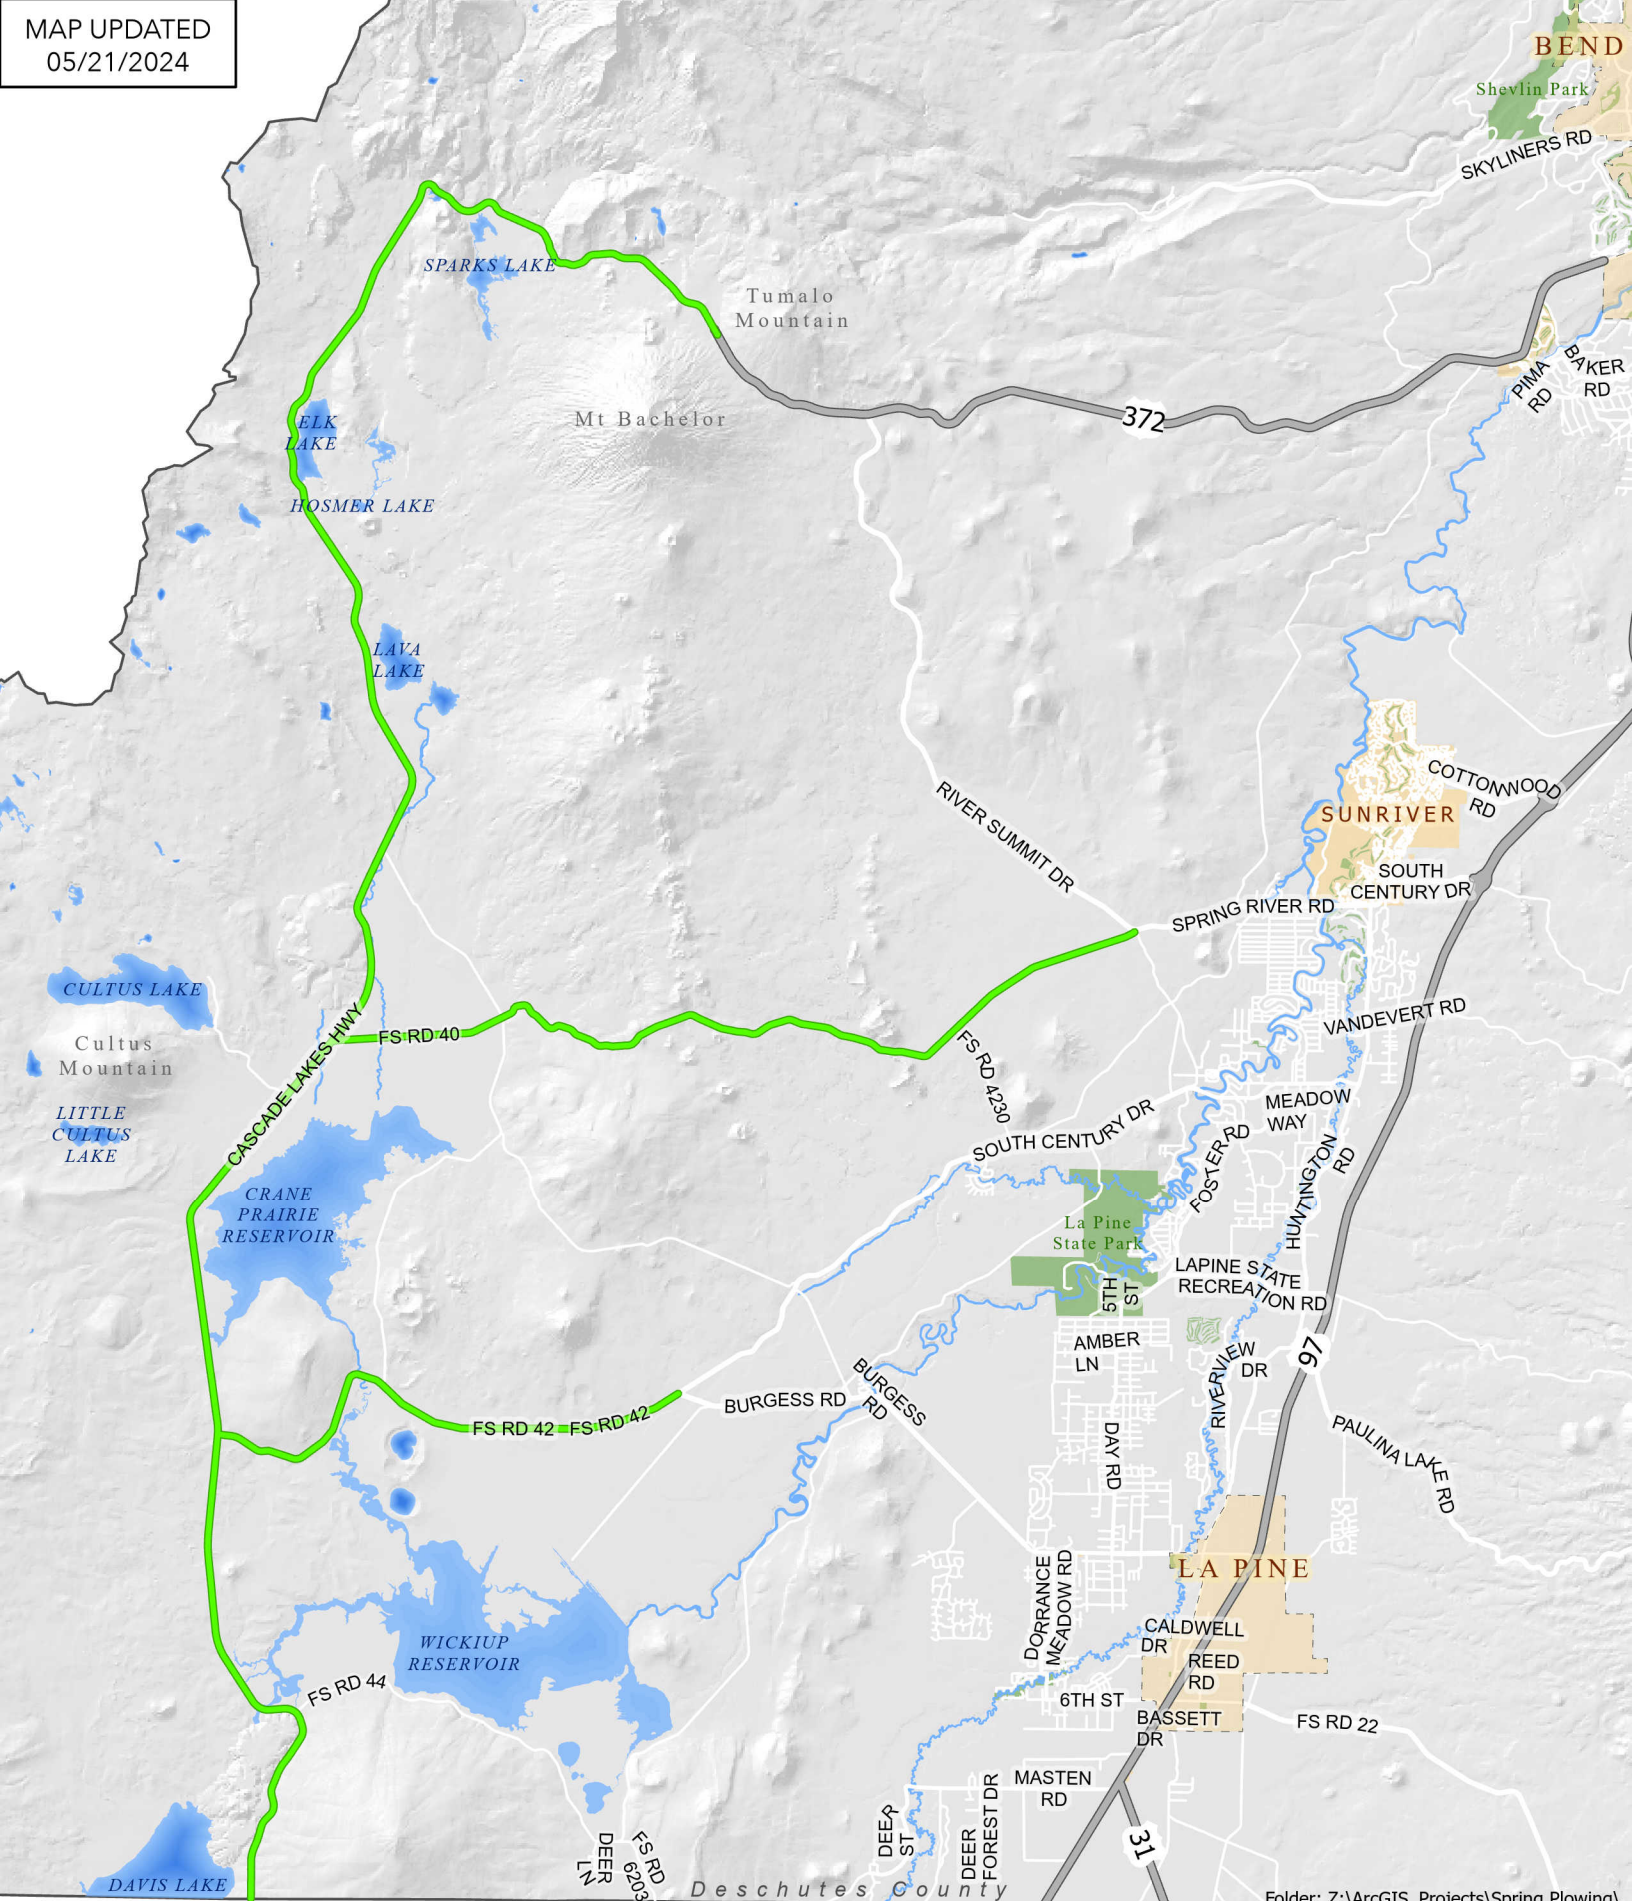 MAP UPDATED
05/21/2024
BEND
Shevlin Park
SKYLINERS RD
SPARKS LAKE
Tumalo
Mountain
BAKER
RD
PIMA
RD
ELK
LAKE
Mt Bachelor
372
HOSMER LAKE
LAVA
LAKE
COTTONWOOD
RD
RIVER SUMMIT DR
SUNRIVER
SOUTH
CENTURY DR
SPRING RIVER RD
CULTUS LAKE
CASCADE LAKES HWY
FS RD 40
VANDEVERT RD
Cultus
Mountain
FS RD 4230
LITTLE
CULTUS
LAKE
SOUTH CENTURY DR
MEADOW
WAY
FOSTER RD
HUNTINGTON
RD
CRANE
PRAIRIE
RESERVOIR
La Pine
State Park
LAPINE STATE
RECREATION RD
5TH
ST
AMBER
LN
RIVERVIEW
DR
97
BURGESS RD
BURGESS
RD
FS RD 42
FS RD 42
DAY RD
PAULINA LAKE RD
LA PINE
DORRANCE
MEADOW RD
WICKIUP
RESERVOIR
CALDWELL
DR
REED
RD
FS RD 44
6TH ST
BASSETT
DR
FS RD 22
MASTEN
RD
DEER
ST
DEER
FOREST DR
31
DEER
LN
FS RD
6203
DAVIS LAKE
Deschutes County
Folder: Z:\ArcGIS_Projects\Spring Plowing\